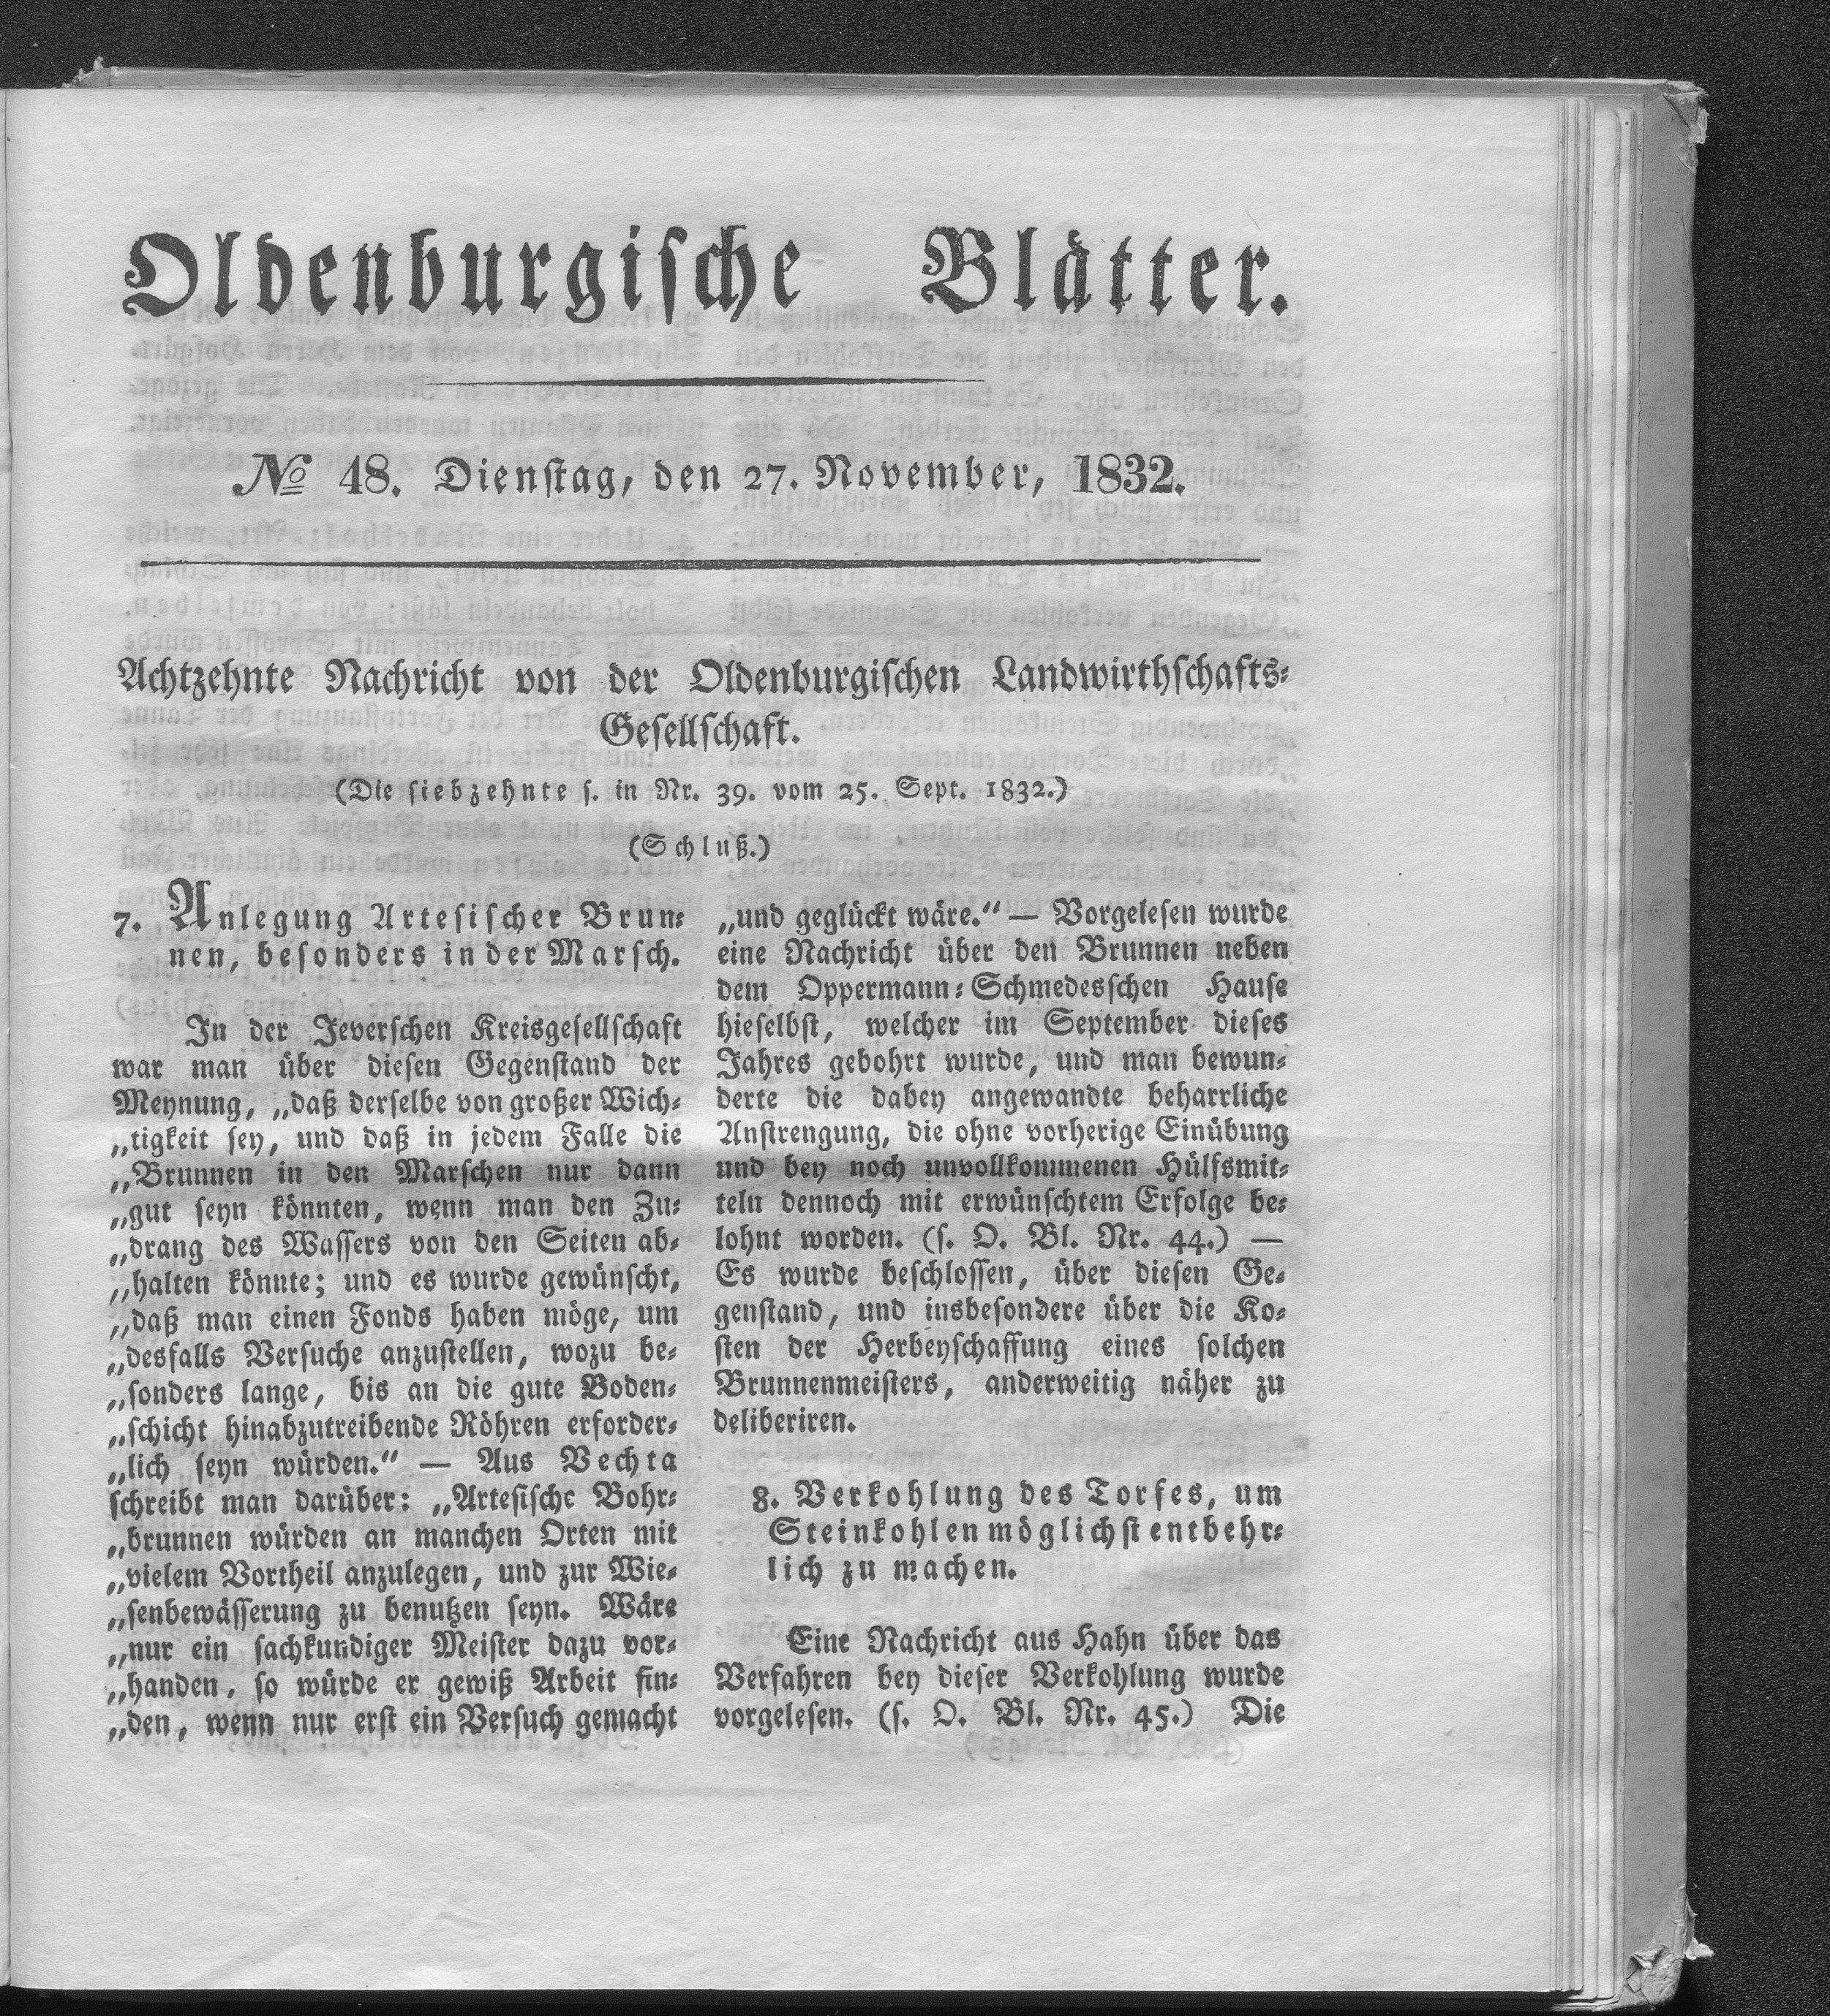 Oldenburgische Blätter.
No 48. Dienstag, den 27. November, 1832.
Achtzehnte Nachricht von der Oldenburgischen Landwirthschafts-
Gesellschaft.
(Die siebzehnte s. in Nr. 39. vom 25. Sept. 1832.)
(Schluß.)
7. Anlegung Artesischer Brun-
nen, besonders in der Marsch.
In der Jeverschen Kreisgesellschaft
war man über diesen Gegenstand der
Meynung, „daß derselbe von großer Wich-
„tigkeit sey, und daß in jedem Falle die
„Brunnen in den Marschen nur dann
„gut seyn könnten, wenn man den Zu-
„drang des Wassers von den Seiten ab-
„halten könnte; und es wurde gewünscht,
„daß man einen Fonds haben möge, um
„desfalls Versuche anzustellen, wozu be-
„sonders lange, bis an die gute Boden-
„schicht hinabzutreibende Röhren erforder-
„lich seyn würden.“ — Aus Vechta
schreibt man darüber: „Artesische Bohr-
„brunnen würden an manchen Orten mit
„vielem Vortheil anzulegen, und zur Wie-
„senbewässerung zu benutzen seyn. Wäre
„nur ein sachkundiger Meister dazu vor-
„handen, so würde er gewiß Arbeit fin-
„den, wenn nur erst ein Versuch gemacht
„und geglückt wäre.“ — Vorgelesen wurde
eine Nachricht über den Brunnen neben
dem Oppermann-Schmedesschen Hause
hieselbst, welcher im September dieses
Jahres gebohrt wurde, und man bewun-
derte die dabey angewandte beharrliche
Anstrengung, die ohne vorherige Einübung
und bey noch unvollkommenen Hülfsmit-
teln dennoch mit erwünschtem Erfolge be-
lohnt worden. (s. O. Bl. Nr. 44.) —
Es wurde beschlossen, über diesen Ge-
genstand, und insbesondere über die Ko-
sten der Herbeyschaffung eines solchen
Brunnenmeisters, anderweitig näher zu
deliberiren.
8. Verkohlung des Torfes, um
Steinkohlen möglichst entbehr-
lich zu machen.
Eine Nachricht aus Hahn über das
Verfahren bey dieser Verkohlung wurde
vorgelesen. (s. O. Bl. Nr. 45.) Die